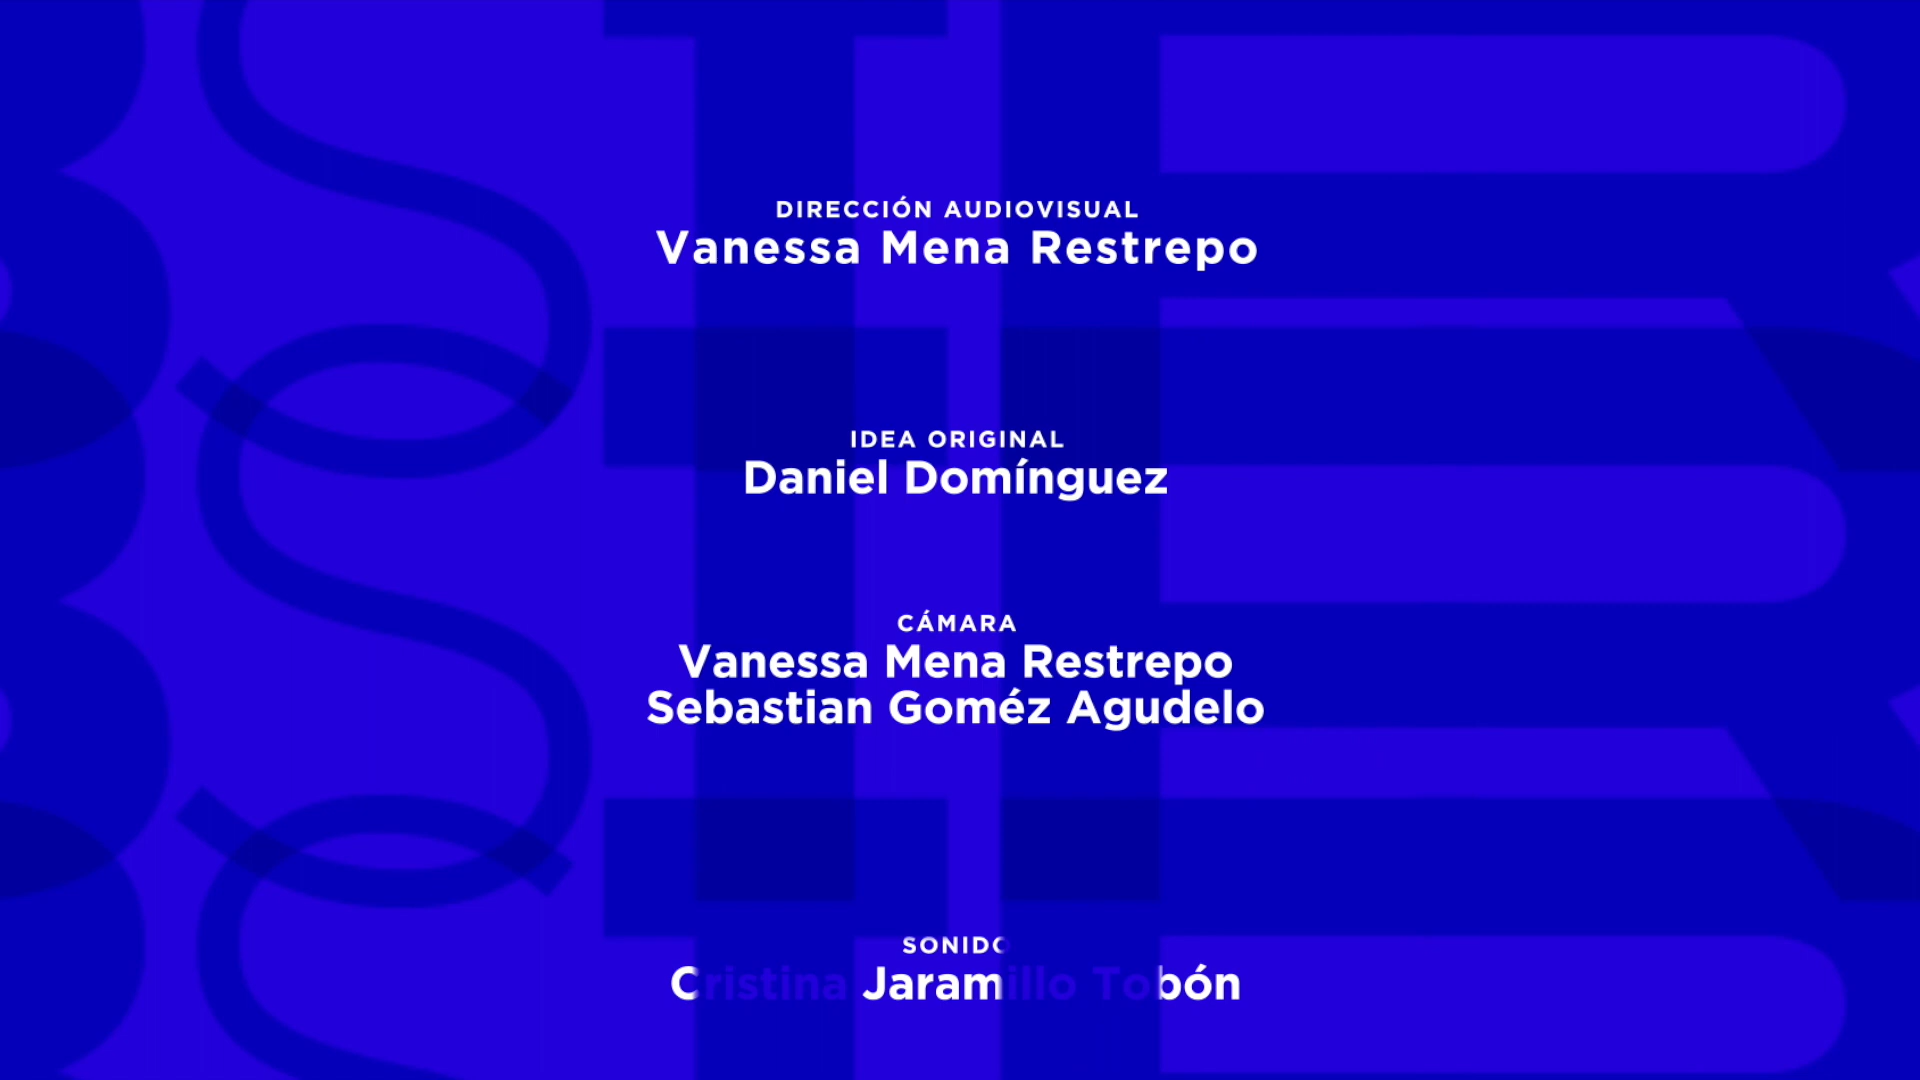 DIRECCIÓN AUDIOVISUAL
Vanessa Mena Restrepo
IDEA ORIGINAL
Daniel Domínguez
CÁMARA
Vanessa Mena Restrepo
Sebastian Goméz Agudelo
SONIDO
Cristina Jaramillo Tobón